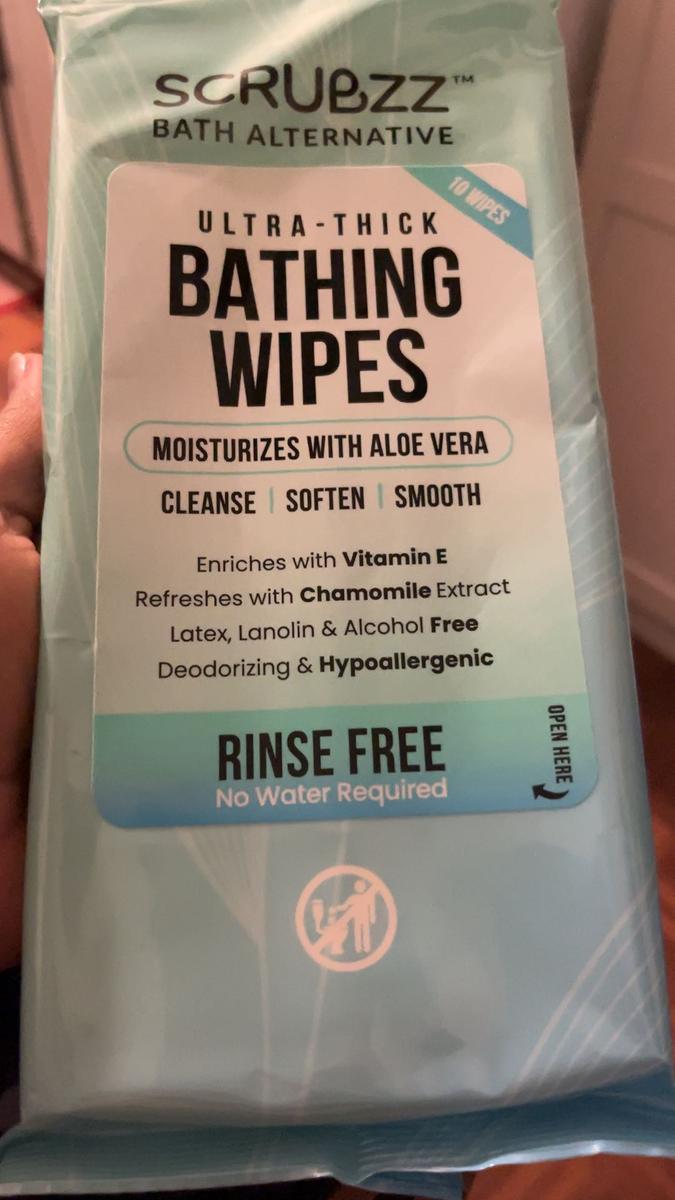 SCRUBZZ™
BATH ALTERNATIVE
10 WIPES
ULTRA-THICK
BATHING
WIPES
MOISTURIZES WITH ALOE VERA
CLEANSE | SOFTEN | SMOOTH
Enriches with Vitamin E
Refreshes with Chamomile Extract
Latex, Lanolin & Alcohol Free
Deodorizing & Hypoallergenic
RINSE FREE
No Water Required
OPEN HERE